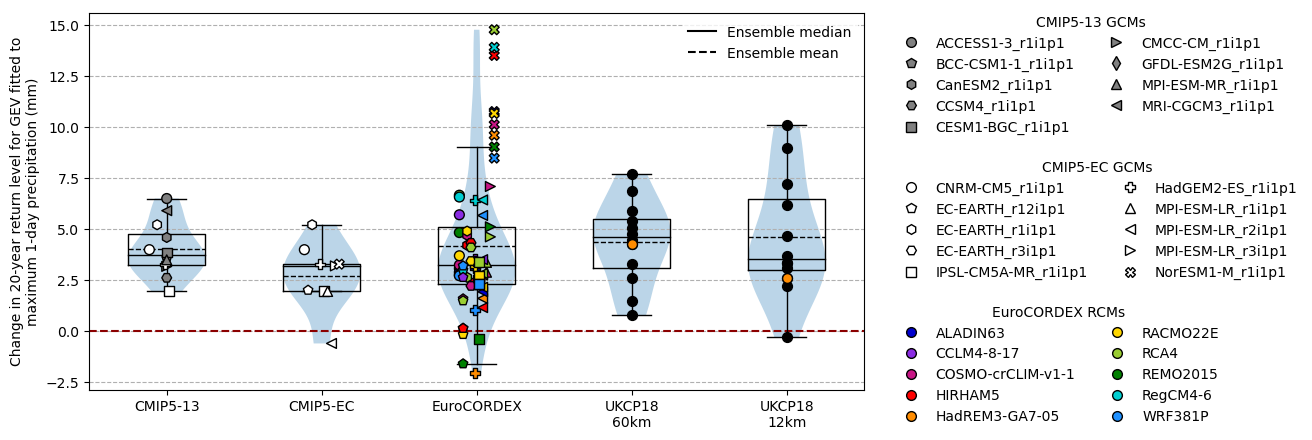 Change in 20-year return level for GEV fitted to
maximum 1-day precipitation (mm)
15.0
12.5
10.0
7.5
5.0
2.5
0.0
−2.5
CMIP5-13
CMIP5-EC
EuroCORDEX
UKCP18
60km
UKCP18
12km
Ensemble median
Ensemble mean
CMIP5-13 GCMs
ACCESS1-3_r1i1p1
BCC-CSM1-1_r1i1p1
CanESM2_r1i1p1
CCSM4_r1i1p1
CESM1-BGC_r1i1p1
CMCC-CM_r1i1p1
GFDL-ESM2G_r1i1p1
MPI-ESM-MR_r1i1p1
MRI-CGCM3_r1i1p1
CMIP5-EC GCMs
CNRM-CM5_r1i1p1
EC-EARTH_r12i1p1
EC-EARTH_r1i1p1
EC-EARTH_r3i1p1
IPSL-CM5A-MR_r1i1p1
HadGEM2-ES_r1i1p1
MPI-ESM-LR_r1i1p1
MPI-ESM-LR_r2i1p1
MPI-ESM-LR_r3i1p1
NorESM1-M_r1i1p1
EuroCORDEX RCMs
ALADIN63
CCLM4-8-17
COSMO-crCLIM-v1-1
HIRHAM5
HadREM3-GA7-05
RACMO22E
RCA4
REMO2015
RegCM4-6
WRF381P